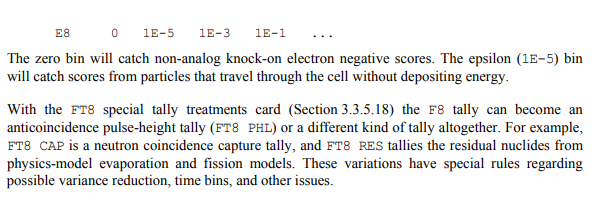 E8 0 1E-5 1E-3 1E-1 ...
The zero bin will catch non-analog knock-on electron negative scores. The epsilon (1E-5) bin
will catch scores from particles that travel through the cell without depositing energy.
With the FT8 special tally treatments card (Section 3.3.5.18) the F8 tally can become an
anticoincidence pulse-height tally (FT8 PHL) or a different kind of tally altogether. For example,
FT8 CAP is a neutron coincidence capture tally, and FT8 RES tallies the residual nuclides from
physics-model evaporation and fission models. These variations have special rules regarding
possible variance reduction, time bins, and other issues.